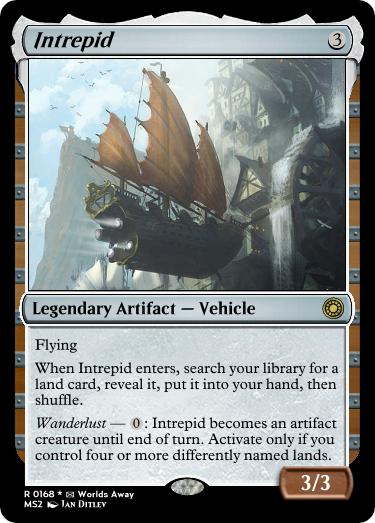 Intrepid 3
Legendary Artifact — Vehicle
Flying
When Intrepid enters, search your library for a
land card, reveal it, put it into your hand, then
shuffle.
Wanderlust — 0 : Intrepid becomes an artifact
creature until end of turn. Activate only if you
control four or more differently named lands.
3/3
R 0168 * Worlds Away
MS2 Ian Ditlev